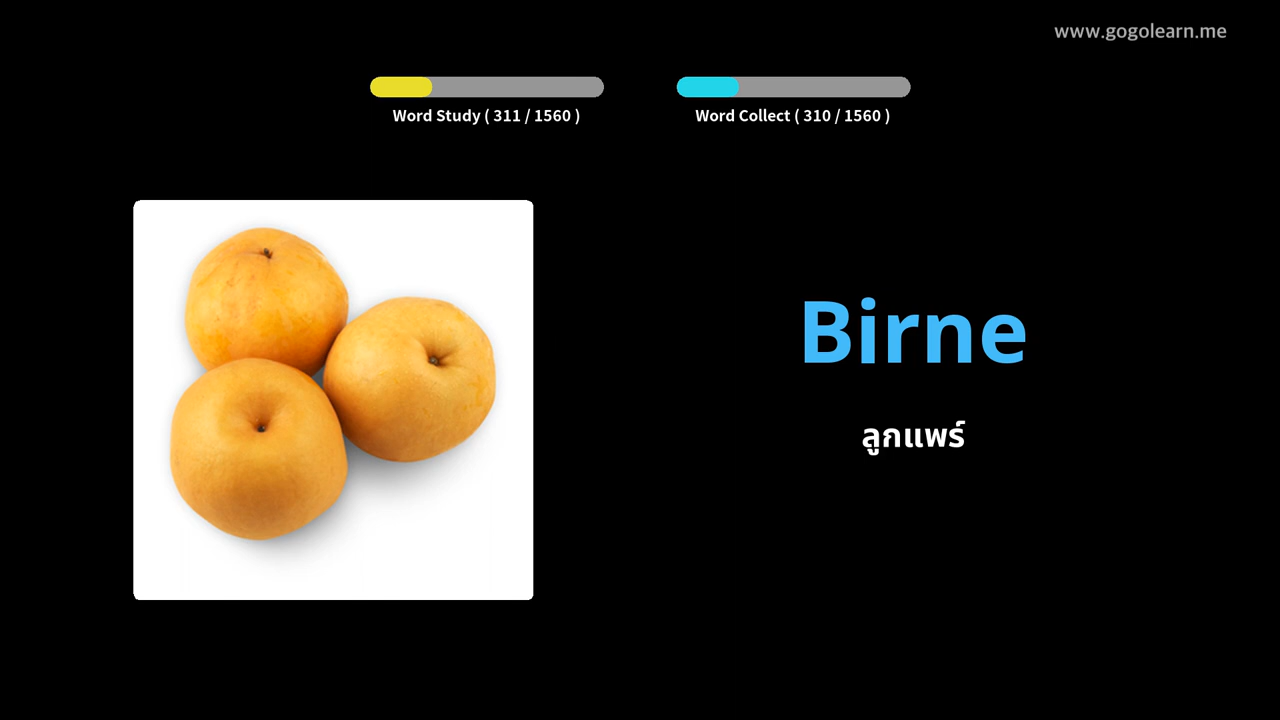 www.gogolearn.me
Word Study ( 311 / 1560 )
Word Collect ( 310 / 1560 )
Birne
ลูกแพร์